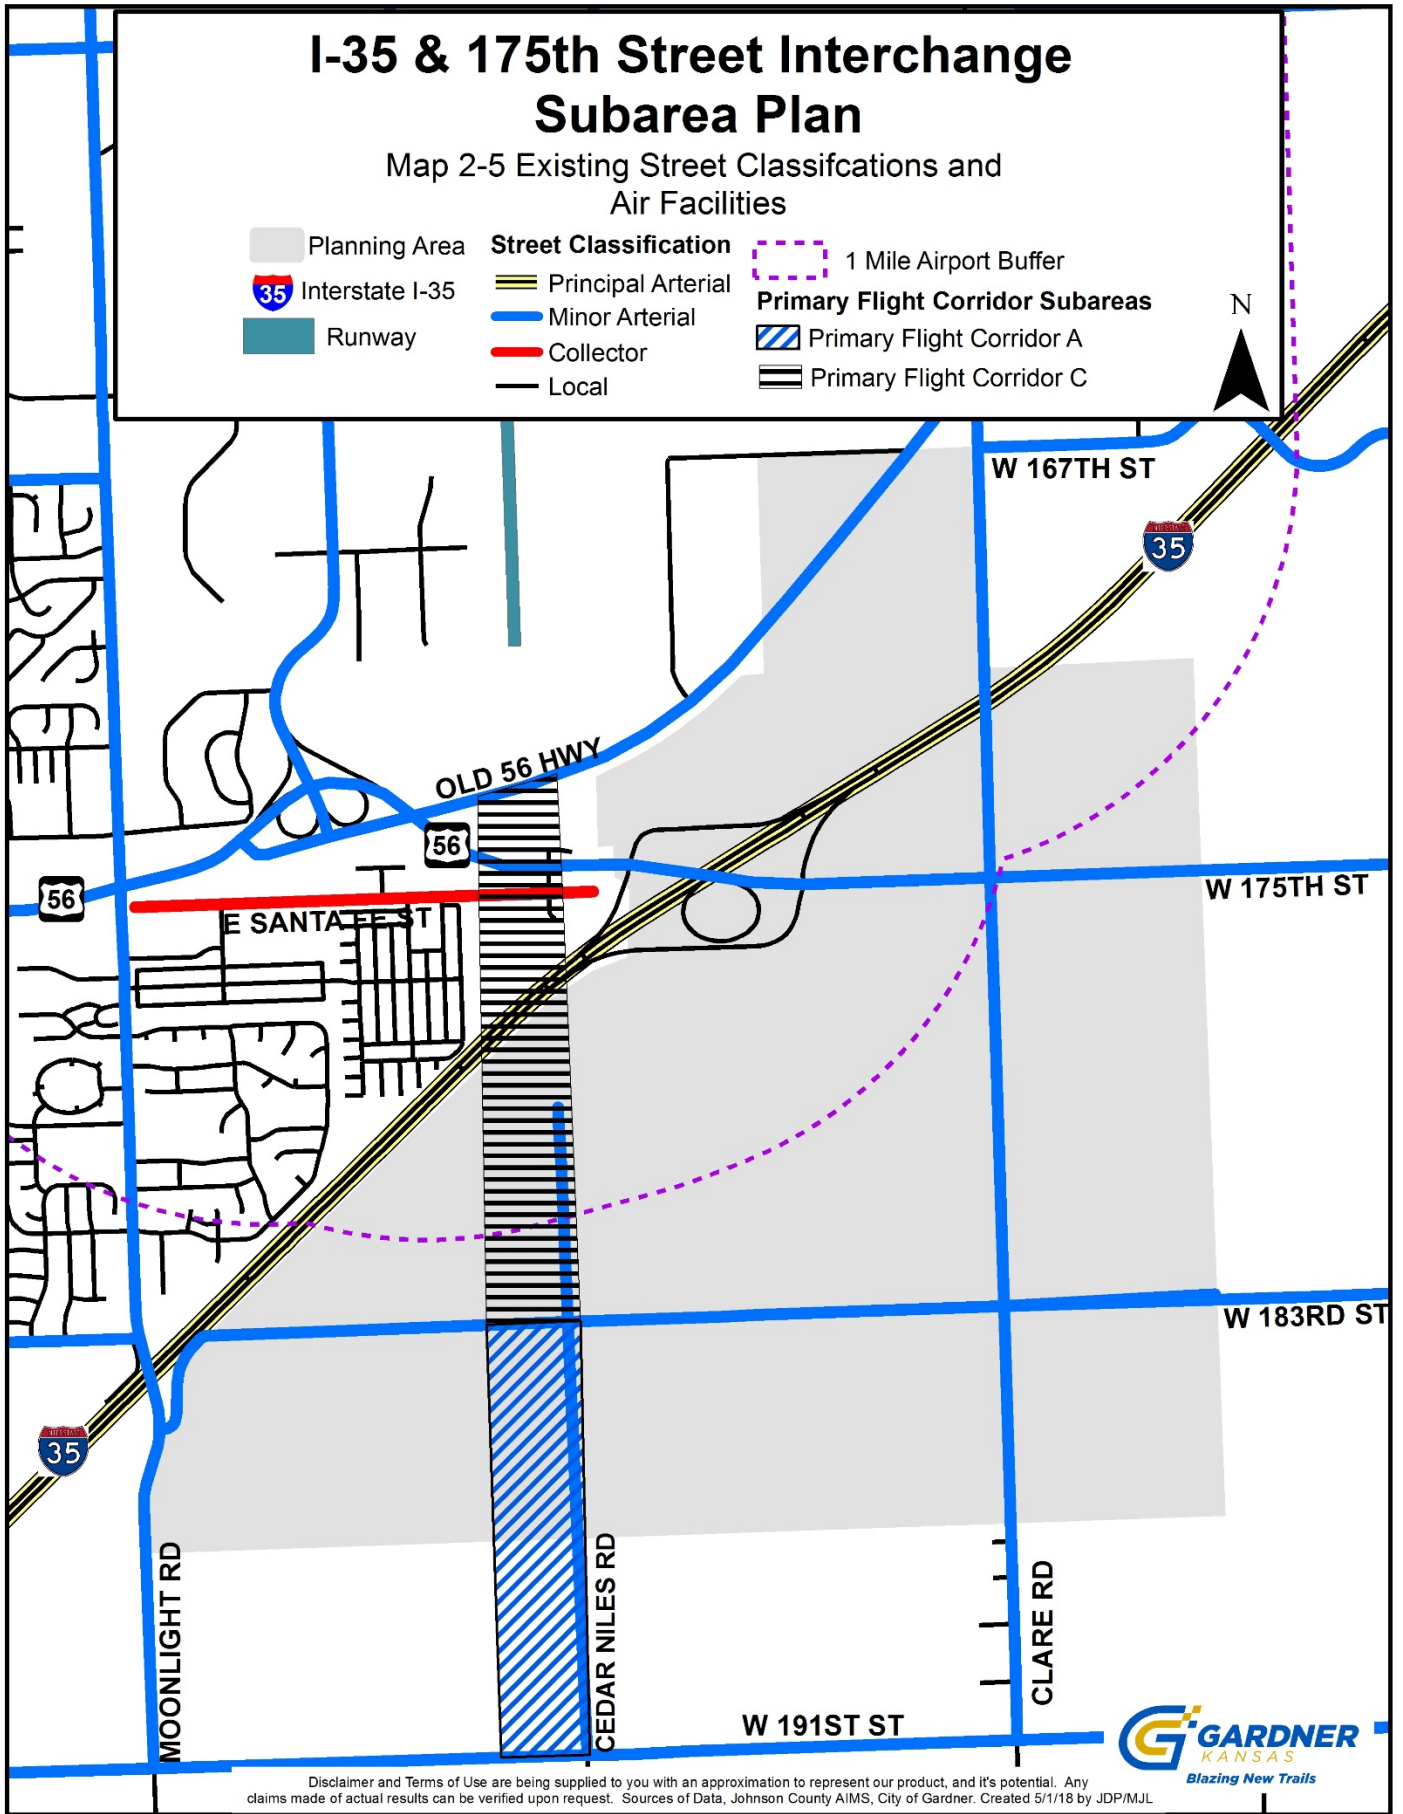 I-35 & 175th Street Interchange
Subarea Plan
Map 2-5 Existing Street Classifcations and
Air Facilities
Planning Area
35
Interstate I-35
Runway
Street Classification
Principal Arterial
Minor Arterial
Collector
Local
1 Mile Airport Buffer
Primary Flight Corridor Subareas
Primary Flight Corridor A
Primary Flight Corridor C
N
W 167TH ST
35
OLD 56 HWY
56
56
W 175TH ST
E SANTA FE ST
W 183RD ST
35
MOONLIGHT RD
CEDAR NILES RD
CLARE RD
W 191ST ST
GARDNER
KANSAS
Blazing New Trails
Disclaimer and Terms of Use are being supplied to you with an approximation to represent our product, and it's potential. Any
claims made of actual results can be verified upon request. Sources of Data, Johnson County AIMS, City of Gardner. Created 5/1/18 by JDP/MJL